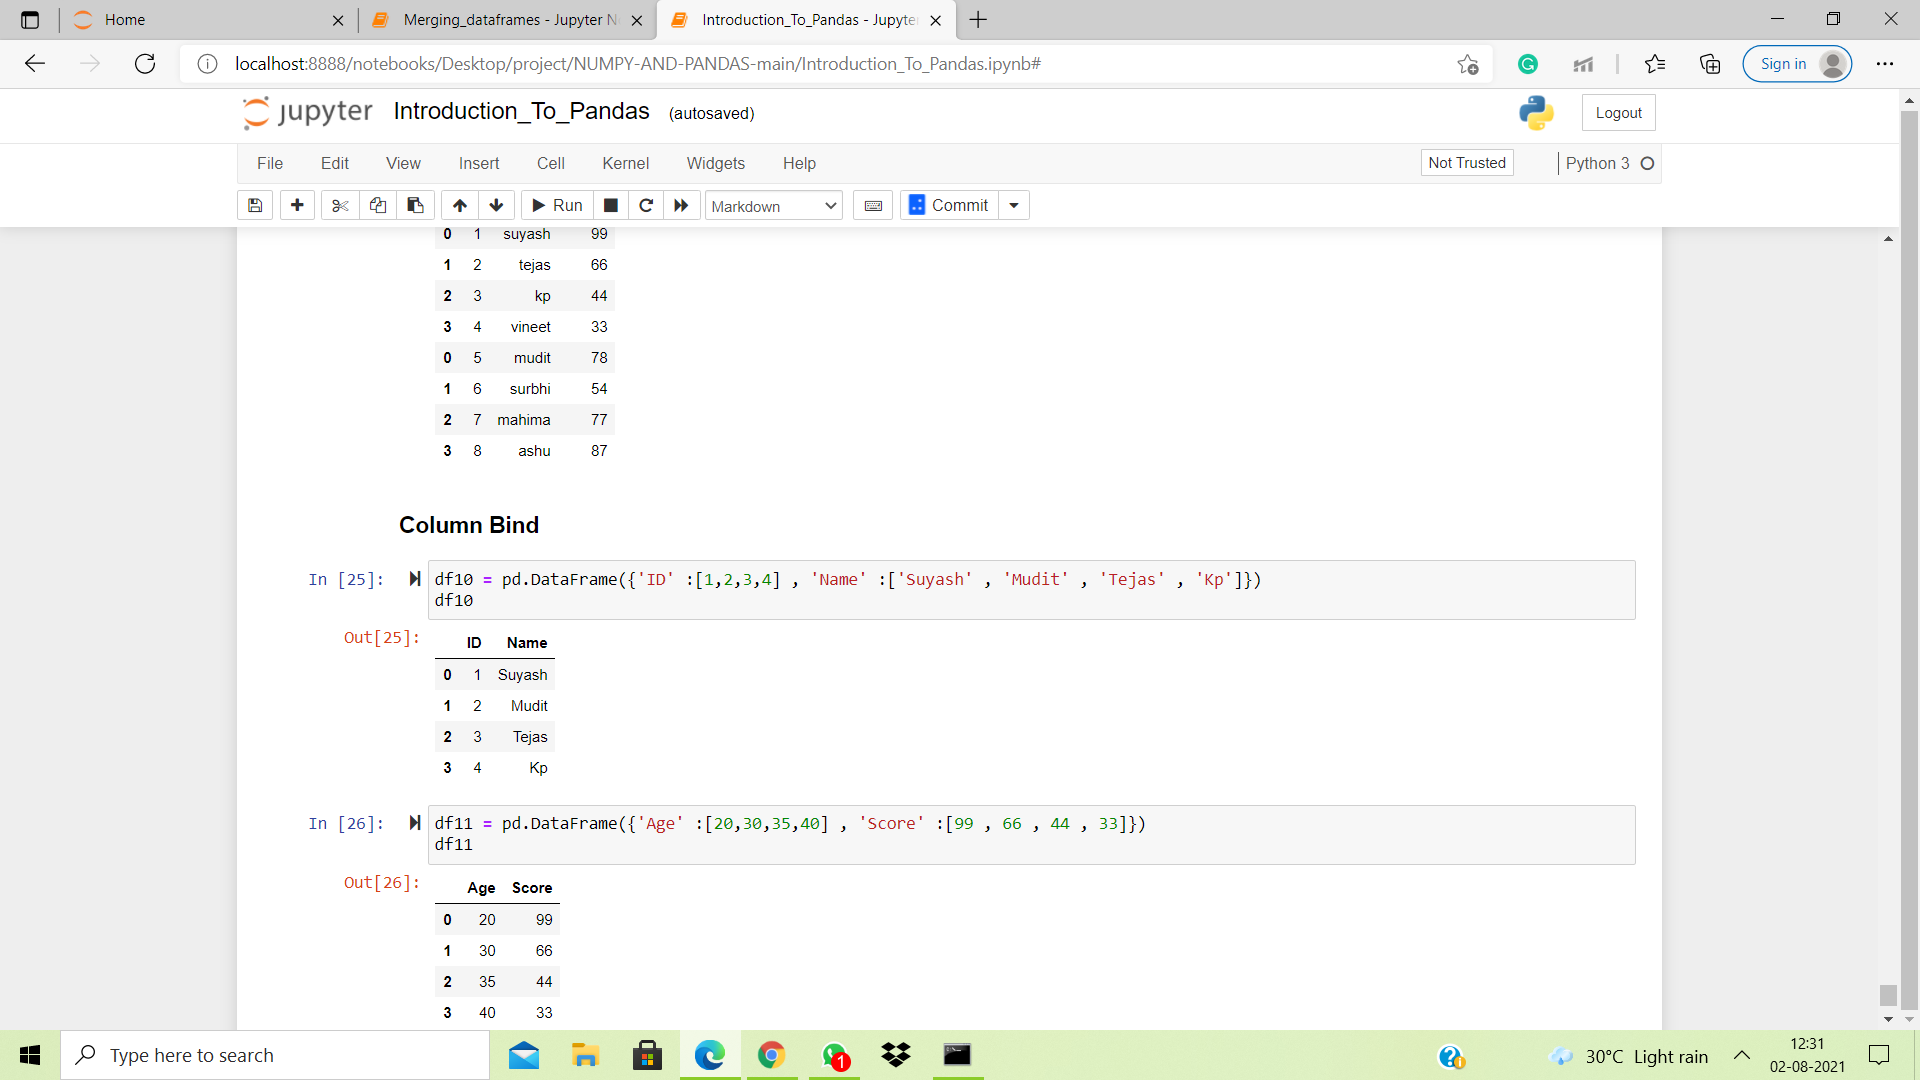 Home
Merging_dataframes - Jupyter N
Introduction_To_Pandas - Jupyte
localhost:8888/notebooks/Desktop/project/NUMPY-AND-PANDAS-main/Introduction_To_Pandas.ipynb#
Sign in
jupyter Introduction_To_Pandas (autosaved)
Logout
File Edit View Insert Cell Kernel Widgets Help
Not Trusted
Python 3
Run
Markdown
Commit
0 1 suyash 99
1 2 tejas 66
2 3 kp 44
3 4 vineet 33
0 5 mudit 78
1 6 surbhi 54
2 7 mahima 77
3 8 ashu 87
Column Bind
In [25]: df10 = pd.DataFrame({'ID' :[1,2,3,4] , 'Name' :['Suyash' , 'Mudit' , 'Tejas' , 'Kp']})
df10
Out[25]:
ID Name
0 1 Suyash
1 2 Mudit
2 3 Tejas
3 4 Kp
In [26]: df11 = pd.DataFrame({'Age' :[20,30,35,40] , 'Score' :[99 , 66 , 44 , 33]})
df11
Out[26]:
Age Score
0 20 99
1 30 66
2 35 44
3 40 33
Type here to search
1
30°C Light rain
12:31
02-08-2021